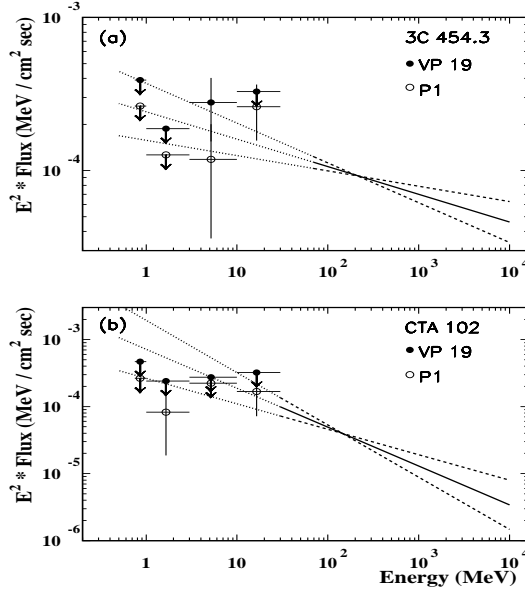 10⁻³
(a)
3C 454.3
VP 19
P1
10⁻⁴
E² * Flux (MeV / cm² sec)
1 10 10² 10³ 10⁴
(b)
CTA 102
VP 19
P1
10⁻³
10⁻⁴
10⁻⁵
10⁻⁶
E² * Flux (MeV / cm² sec)
1 10 10² 10³ 10⁴
Energy (MeV)